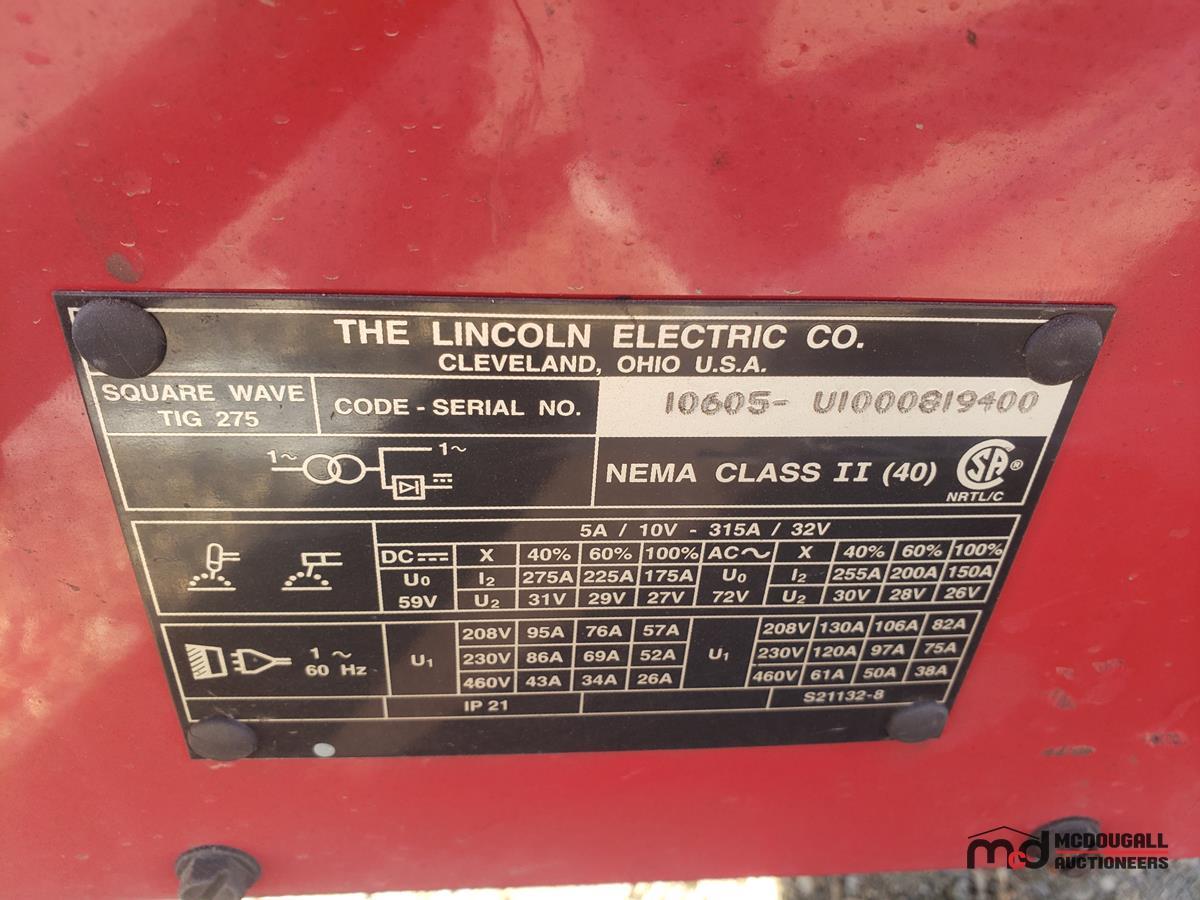 THE LINCOLN ELECTRIC CO.
CLEVELAND, OHIO U.S.A.
SQUARE WAVE
TIG 275
CODE - SERIAL NO.
10605- U1000819400
1~
1~
NEMA CLASS II (40)
CSA ®
NRTL/C
5A / 10V - 315A / 32V
DC X 40% 60% 100% AC X 40% 60% 100%
U0 I2 275A 225A 175A U0 I2 255A 200A 150A
59V U2 31V 29V 27V 72V U2 30V 28V 26V
1 ~
60 Hz
U1
208V 95A 76A 57A
230V 86A 69A 52A
460V 43A 34A 26A
U1
208V 130A 106A 82A
230V 120A 97A 75A
460V 61A 50A 38A
IP 21
S21132-8
mcd MCDOUGALL
AUCTIONEERS